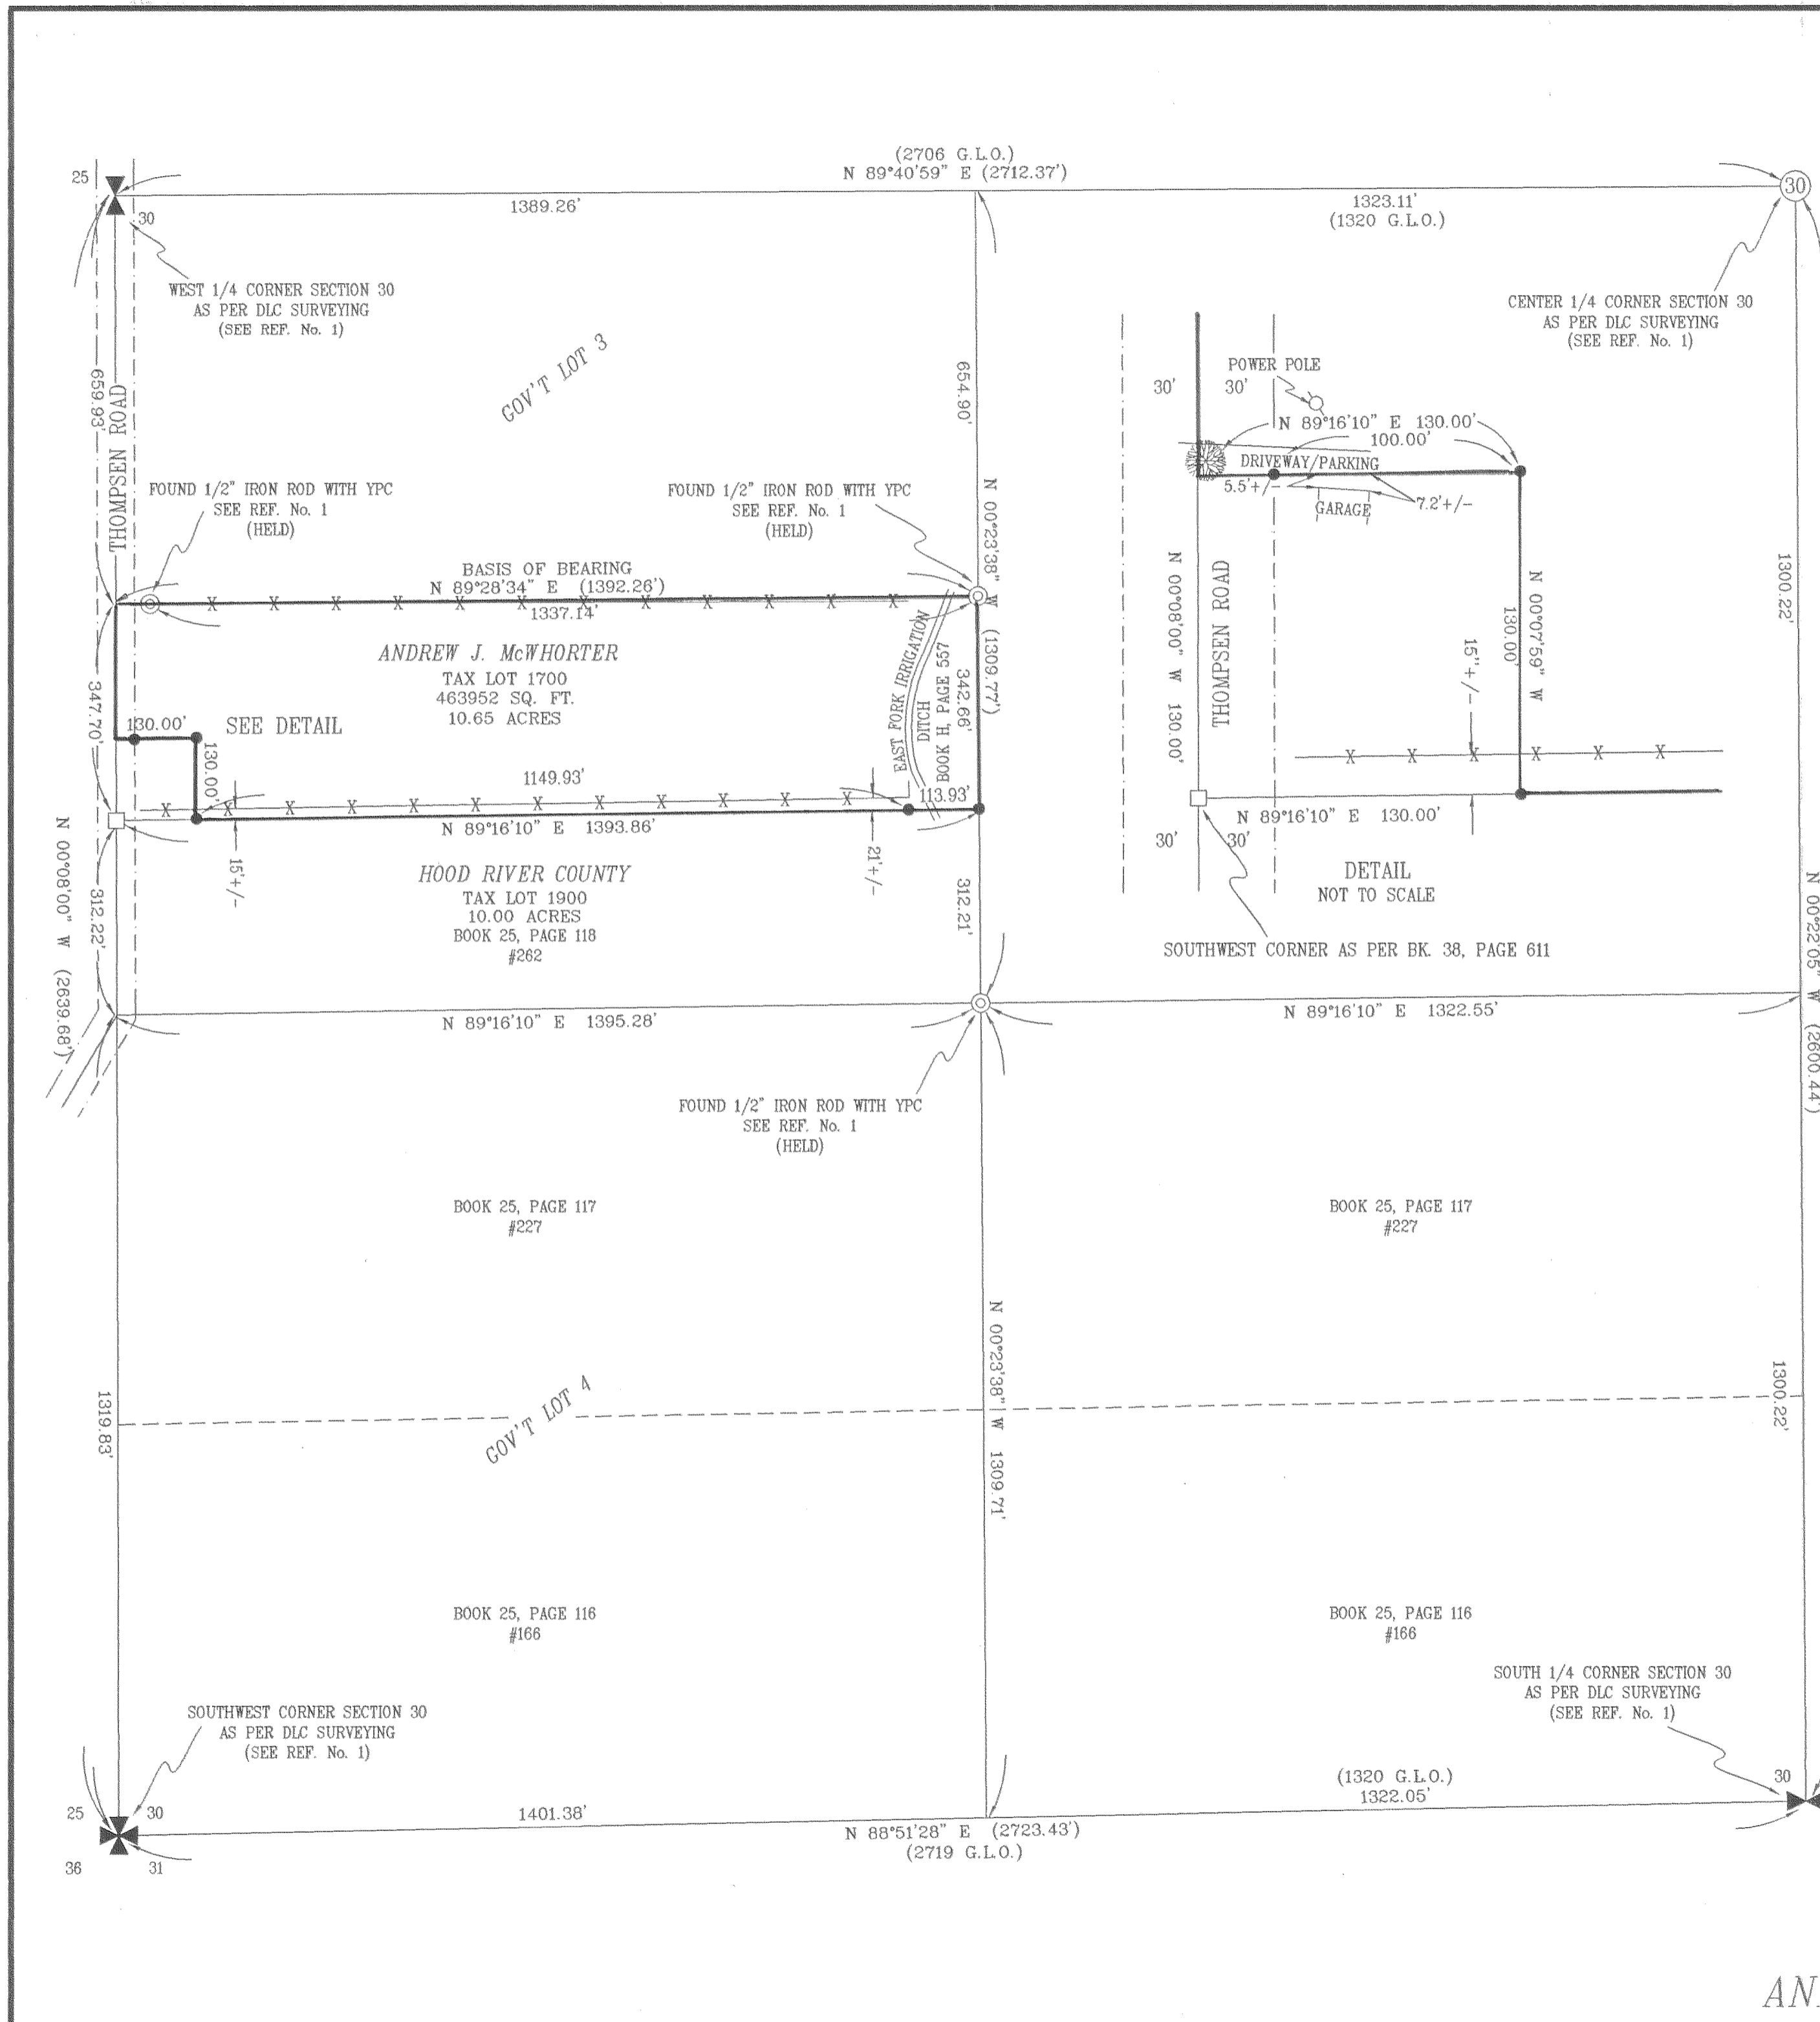 (2706 G.L.O.)
N 89°40'59" E (2712.37')
25
30
1389.26'
1323.11'
(1320 G.L.O.)
30
WEST 1/4 CORNER SECTION 30
AS PER DLC SURVEYING
(SEE REF. No. 1)
CENTER 1/4 CORNER SECTION 30
AS PER DLC SURVEYING
(SEE REF. No. 1)
GOV'T LOT 3
659.93'
THOMPSEN ROAD
654.90'
N 00°23'38" W (1309.77')
FOUND 1/2" IRON ROD WITH YPC
SEE REF. No. 1
(HELD)
FOUND 1/2" IRON ROD WITH YPC
SEE REF. No. 1
(HELD)
BASIS OF BEARING
N 89°28'34" E (1392.26')
1337.14'
X X X X X X X X X X X X
ANDREW J. McWHORTER
TAX LOT 1700
463952 SQ. FT.
10.65 ACRES
347.70'
130.00'
SEE DETAIL
130.00'
EAST FORK IRRIGATION
DITCH
BOOK H, PAGE 557
342.66'
1149.93'
113.93'
X X X X X X X X X X X X
N 89°16'10" E 1393.86'
15'+/-
21'+/-
HOOD RIVER COUNTY
TAX LOT 1900
10.00 ACRES
BOOK 25, PAGE 118
#262
312.22'
312.21'
N 00°08'00" W (2639.68')
N 89°16'10" E 1395.28'
N 89°16'10" E 1322.55'
POWER POLE
30'
30'
N 89°16'10" E 130.00'
100.00'
DRIVEWAY/PARKING
5.5'+/-
GARAGE
7.2'+/-
N 00°08'00" W 130.00'
THOMPSEN ROAD
N 00°07'59" W
130.00'
15''+/-
X X X X X X
N 89°16'10" E 130.00'
30'
30'
DETAIL
NOT TO SCALE
SOUTHWEST CORNER AS PER BK. 38, PAGE 611
1300.22'
N 00°22'05" W (2600.44')
FOUND 1/2" IRON ROD WITH YPC
SEE REF. No. 1
(HELD)
BOOK 25, PAGE 117
#227
BOOK 25, PAGE 117
#227
GOV'T LOT 4
1319.83'
N 00°23'38" W 1309.71'
1300.22'
BOOK 25, PAGE 116
#166
BOOK 25, PAGE 116
#166
SOUTHWEST CORNER SECTION 30
AS PER DLC SURVEYING
(SEE REF. No. 1)
SOUTH 1/4 CORNER SECTION 30
AS PER DLC SURVEYING
(SEE REF. No. 1)
25
30
36
31
1401.38'
(1320 G.L.O.)
1322.05'
30
N 88°51'28" E (2723.43')
(2719 G.L.O.)